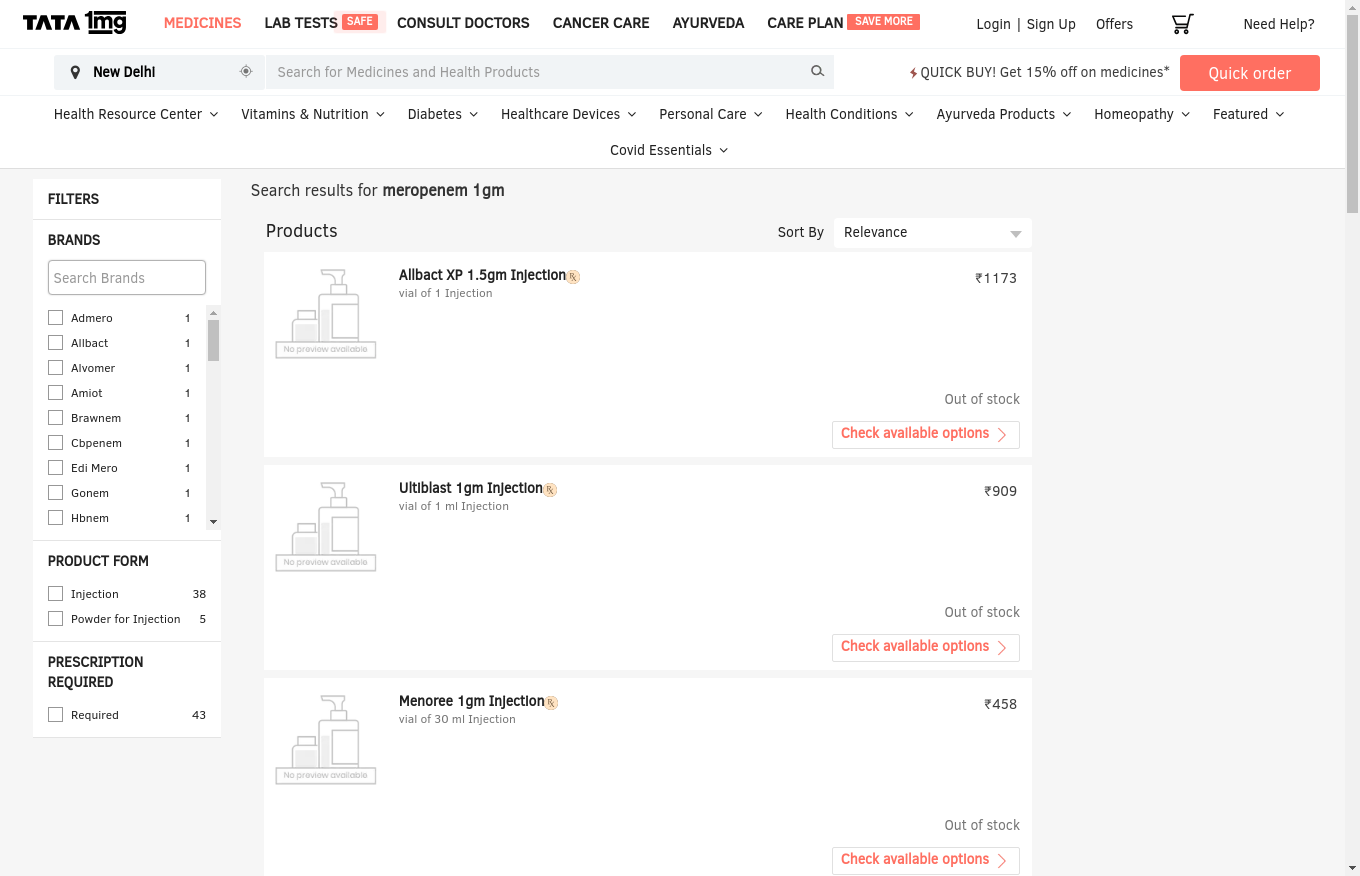 TATA 1mg MEDICINES LAB TESTS SAFE CONSULT DOCTORS CANCER CARE AYURVEDA CARE PLAN SAVE MORE Login | Sign Up Offers Need Help?
New Delhi Search for Medicines and Health Products QUICK BUY! Get 15% off on medicines* Quick order
Health Resource Center Vitamins & Nutrition Diabetes Healthcare Devices Personal Care Health Conditions Ayurveda Products Homeopathy Featured
Covid Essentials
FILTERS
BRANDS
Search Brands
Admero 1
Allbact 1
Alvomer 1
Amiot 1
Brawnem 1
Cbpenem 1
Edi Mero 1
Gonem 1
Hbnem 1
PRODUCT FORM
Injection 38
Powder for Injection 5
PRESCRIPTION
REQUIRED
Required 43
Search results for meropenem 1gm
Products Sort By Relevance
Allbact XP 1.5gm Injection Rx ₹1173
vial of 1 Injection
No preview available
Out of stock
Check available options
Ultiblast 1gm Injection Rx ₹909
vial of 1 ml Injection
No preview available
Out of stock
Check available options
Menoree 1gm Injection Rx ₹458
vial of 30 ml Injection
No preview available
Out of stock
Check available options